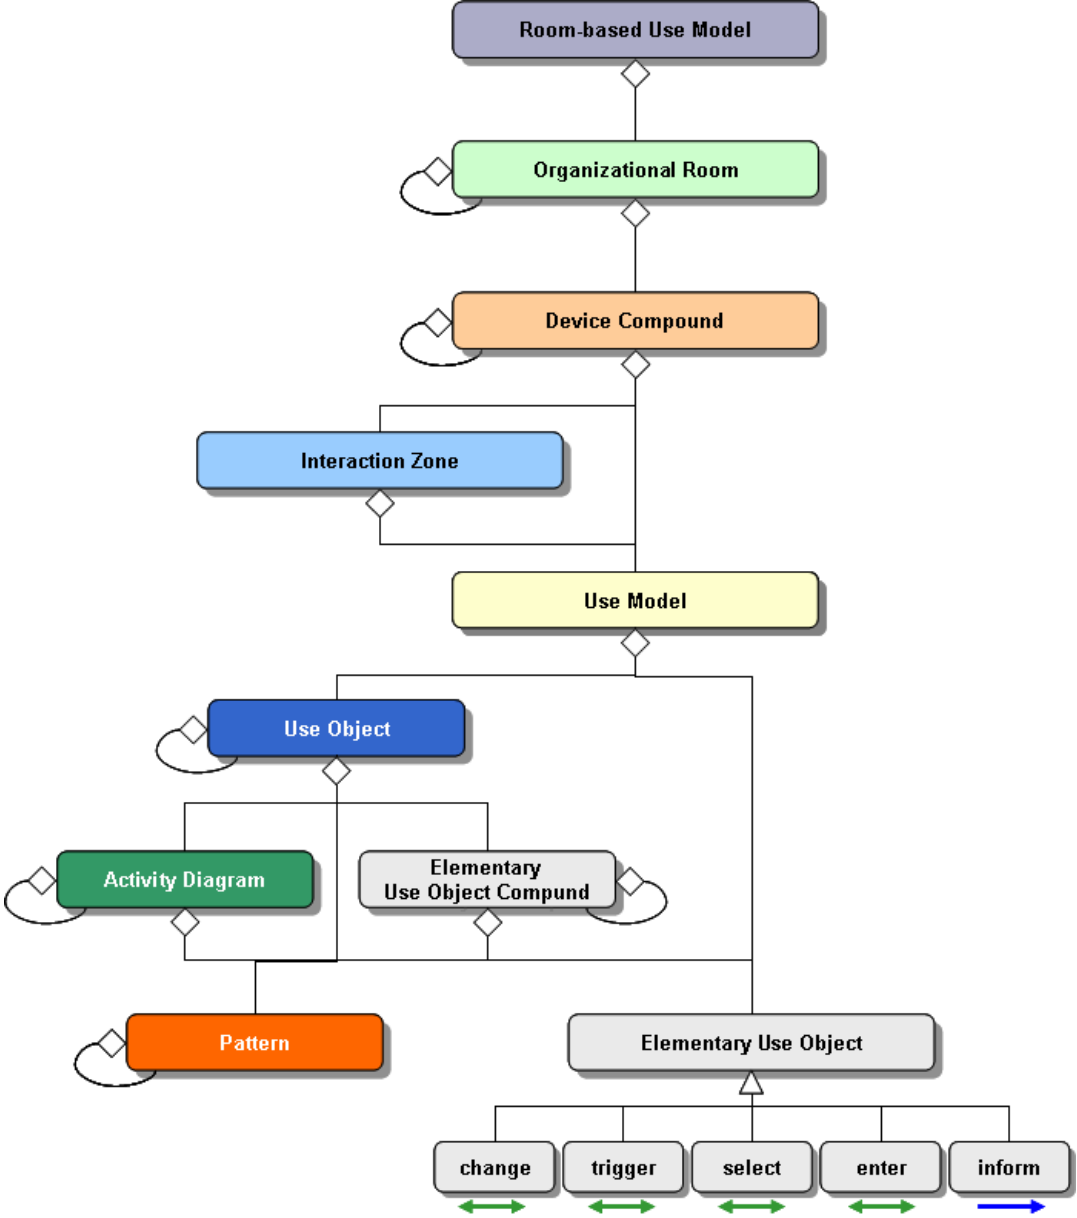 Room-based Use Model
Organizational Room
Device Compound
Interaction Zone
Use Model
Use Object
Activity Diagram
Elementary
Use Object Compund
Pattern
Elementary Use Object
change
trigger
select
enter
inform